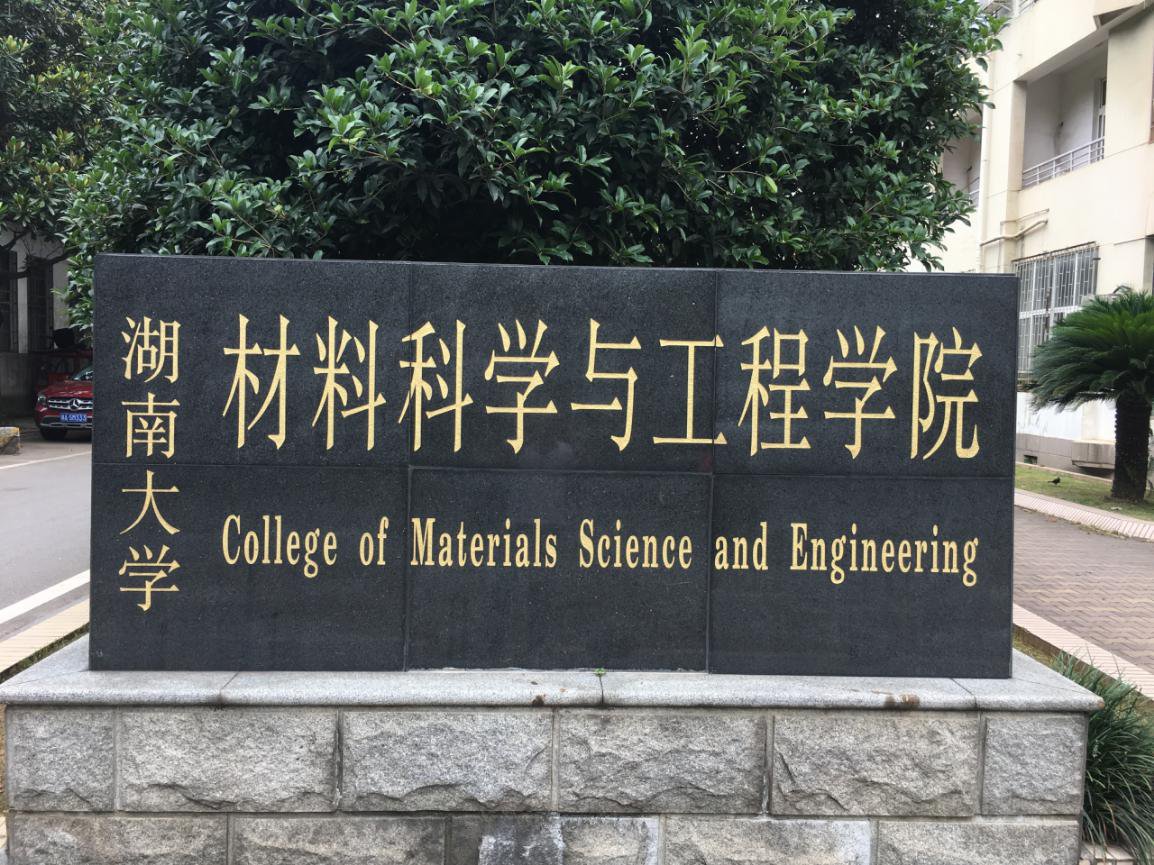 湖南大学
材料科学与工程学院
College of Materials Science and Engineering